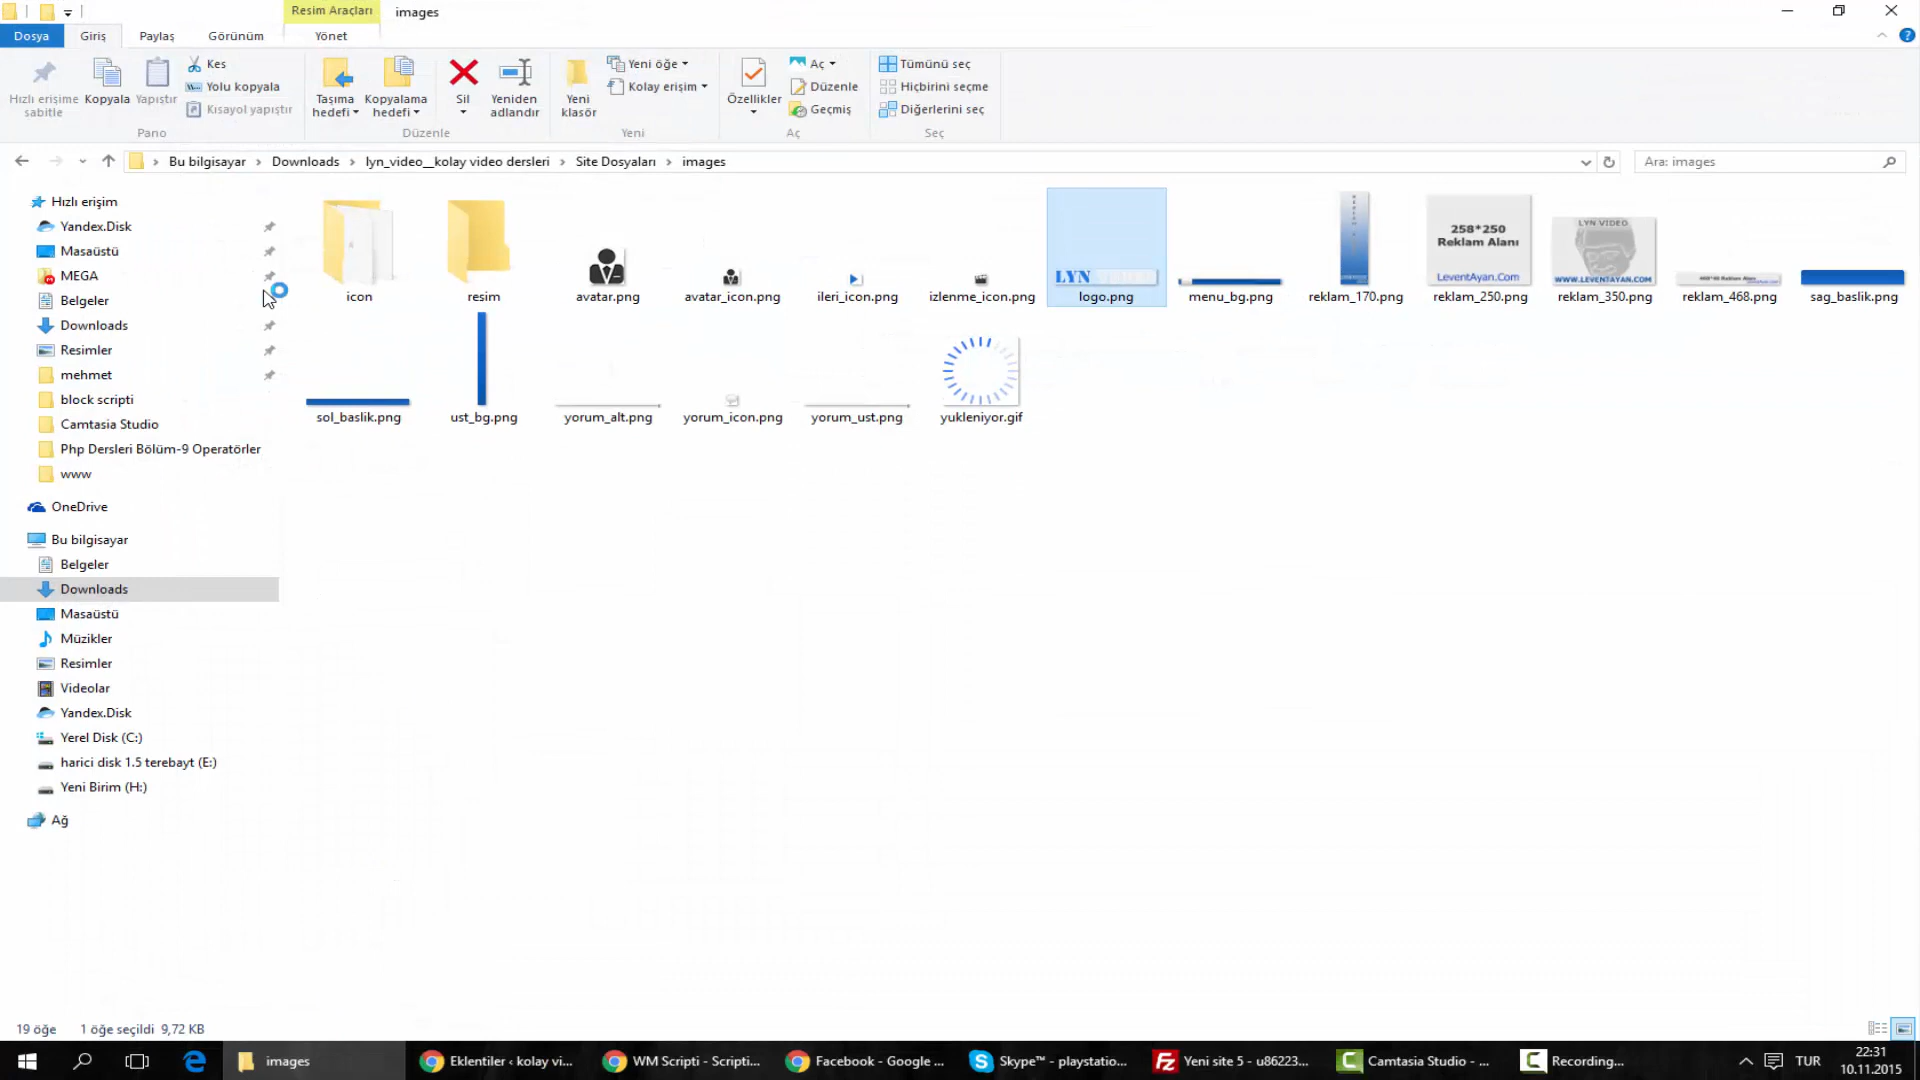 Resim Araçları
images
Dosya
Giriş
Paylaş
Görünüm
Yönet
Hızlı erişime sabitle
Kopyala
Yapıştır
Kes
Yolu kopyala
Kısayol yapıştır
Pano
Taşıma hedefi
Kopyalama hedefi
Sil
Yeniden adlandır
Düzenle
Yeni klasör
Yeni öğe
Kolay erişim
Yeni
Özellikler
Aç
Düzenle
Geçmiş
Aç
Tümünü seç
Hiçbirini seçme
Diğerlerini seç
Seç
Bu bilgisayar > Downloads > lyn_video__kolay video dersleri > Site Dosyaları > images
Ara: images
Hızlı erişim
Yandex.Disk
Masaüstü
MEGA
Belgeler
Downloads
Resimler
mehmet
block scripti
Camtasia Studio
Php Dersleri Bölüm-9 Operatörler
www
OneDrive
Bu bilgisayar
Belgeler
Downloads
Masaüstü
Müzikler
Resimler
Videolar
Yandex.Disk
Yerel Disk (C:)
harici disk 1.5 terebayt (E:)
Yeni Birim (H:)
Ağ
icon
resim
avatar.png
avatar_icon.png
ileri_icon.png
izlenme_icon.png
LYN
logo.png
menu_bg.png
reklam_170.png
258*250
Reklam Alanı
LeventAyan.Com
reklam_250.png
LYN VIDEO
WWW.LEVENTAYAN.COM
reklam_350.png
reklam_468.png
sag_baslik.png
sol_baslik.png
ust_bg.png
yorum_alt.png
yorum_icon.png
yorum_ust.png
yukleniyor.gif
19 öğe
1 öğe seçildi 9,72 KB
images
Eklentiler ‹ kolay vi...
WM Scripti - Scripti...
Facebook - Google ...
Skype™ - playstatio...
Yeni site 5 - u86223...
Camtasia Studio - ...
Recording...
TUR
22:31
10.11.2015